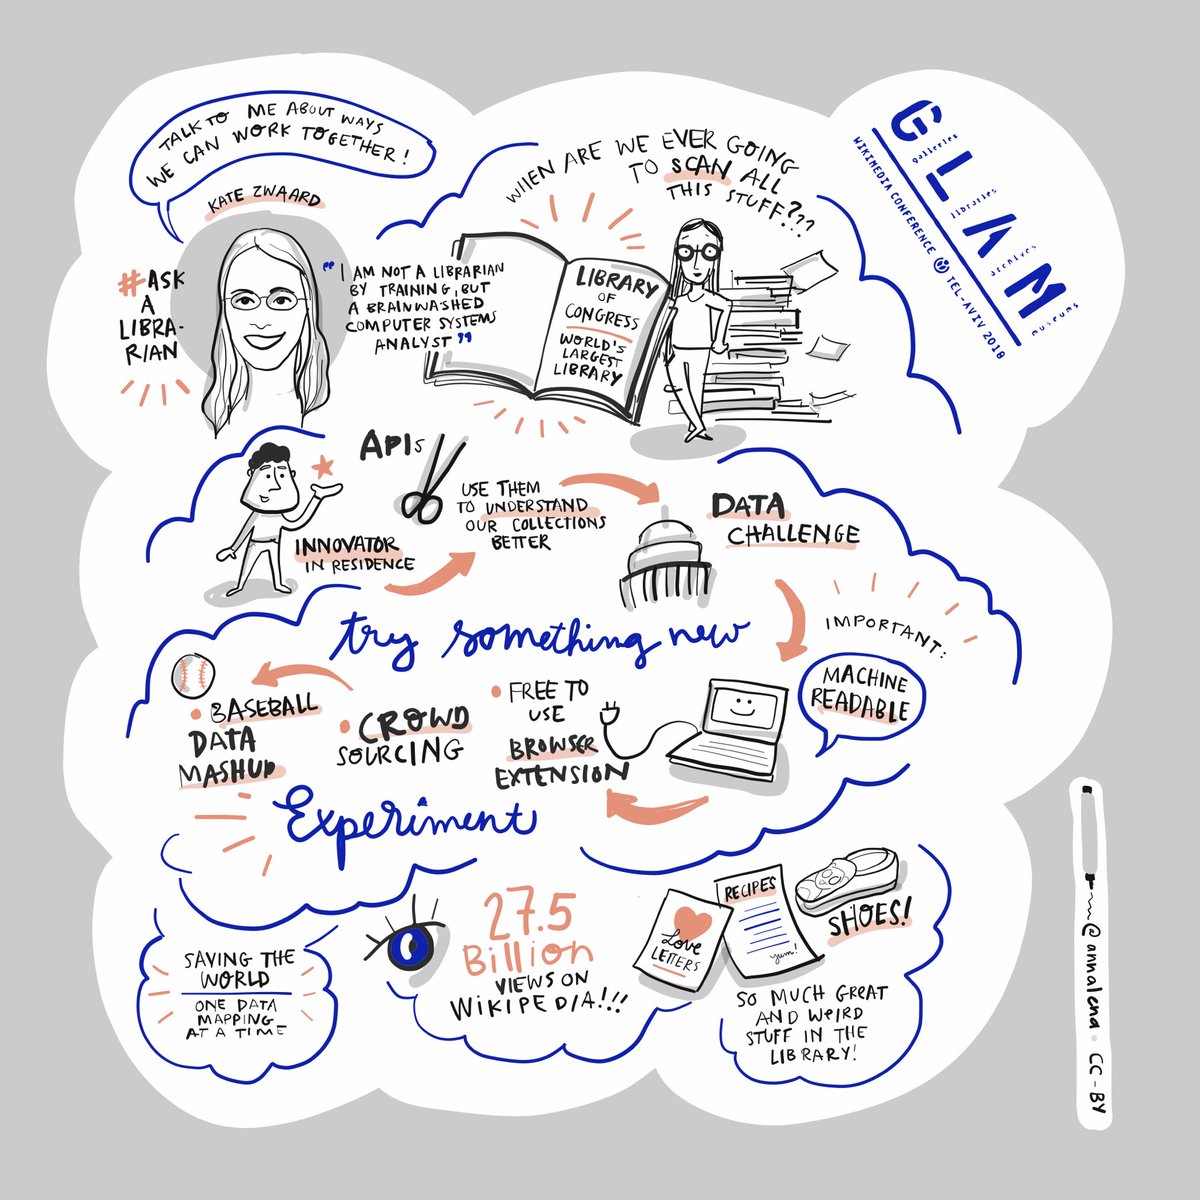 TALK TO ME ABOUT WAYS
WE CAN WORK TOGETHER!
KATE ZWAARD
#ASK
A
LIBRA-
RIAN
"I AM NOT A LIBRARIAN
BY TRAINING, BUT
A BRAINWASHED
COMPUTER SYSTEMS
ANALYST"
WHEN ARE WE EVER GOING
TO SCAN ALL
THIS STUFF???
LIBRARY
OF
CONGRESS
WORLD'S
LARGEST
LIBRARY
GLAM
galleries
libraries
archives
museums
WIKIMEDIA CONFERENCE TEL-AVIV 2018
APIs
INNOVATOR
IN RESIDENCE
USE THEM
TO UNDERSTAND
OUR COLLECTIONS
BETTER
DATA
CHALLENGE
try something new
IMPORTANT:
MACHINE
READABLE
• BASEBALL
DATA
MASHUP
• CROWD
SOURCING
• FREE TO
USE
BROWSER
EXTENSION
Experiment
SAVING THE
WORLD
ONE DATA
MAPPING
AT A TIME
27.5
Billion
VIEWS ON
WIKIPEDIA!!!
Love
LETTERS
RECIPES
yum!
SHOES!
SO MUCH GREAT
AND WEIRD
STUFF IN THE
LIBRARY!
@annalena • CC-BY